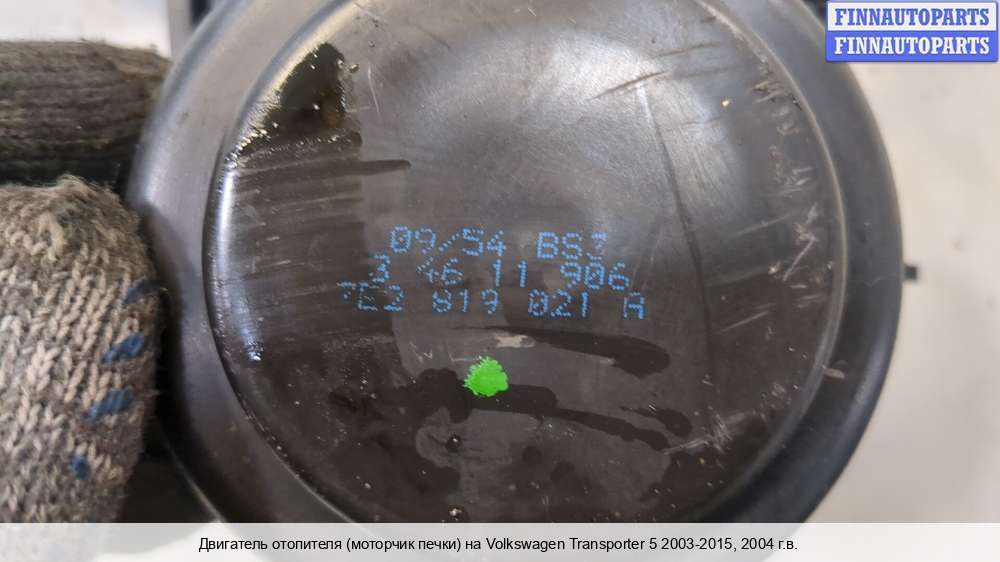 FINNAUTOPARTS
FINNAUTOPARTS
09/54 BSJ
3 46 11 906
7E2 819 021 A
Двигатель отопителя (моторчик печки) на Volkswagen Transporter 5 2003-2015, 2004 г.в.